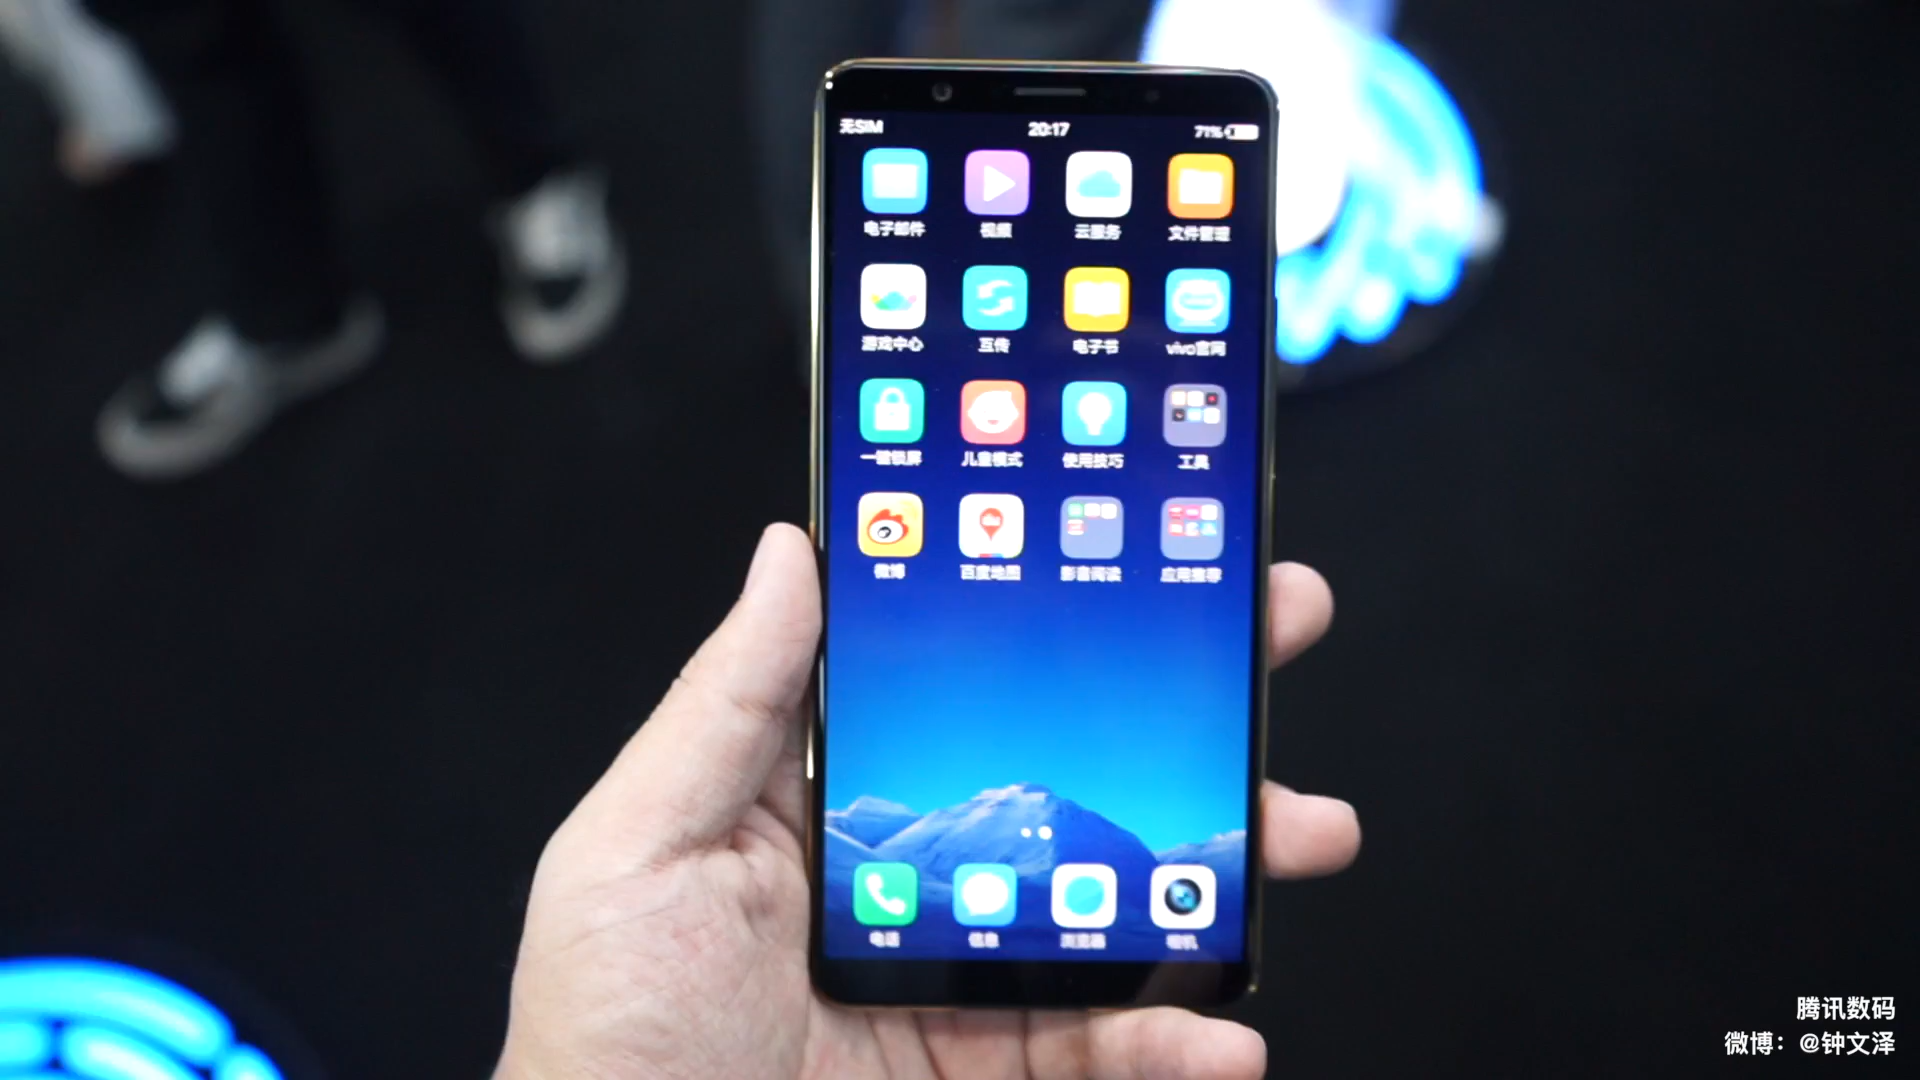 无SIM 20:17 71%
电子邮件 视频 云服务 文件管理
游戏中心 互传 电子书 vivo官网
一键锁屏 儿童模式 使用技巧 工具
微博 百度地图 影音阅读 应用推荐
电话 信息 浏览器 相机
腾讯数码
微博：@钟文泽